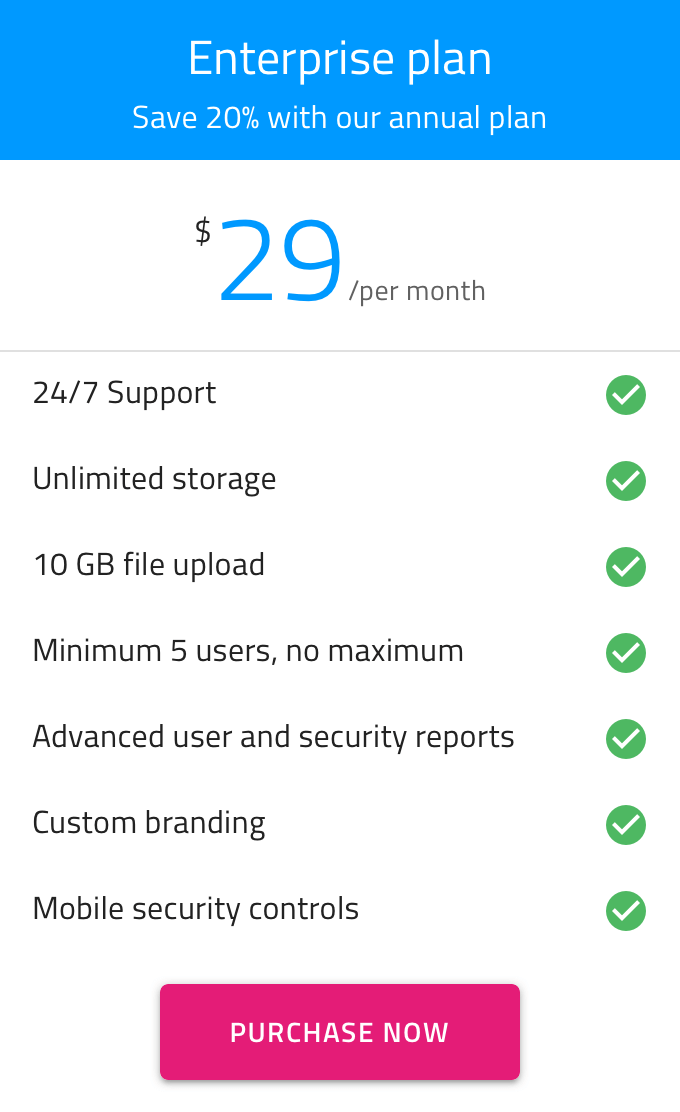 Enterprise plan
Save 20% with our annual plan
$29/per month
24/7 Support
Unlimited storage
10 GB file upload
Minimum 5 users, no maximum
Advanced user and security reports
Custom branding
Mobile security controls
PURCHASE NOW